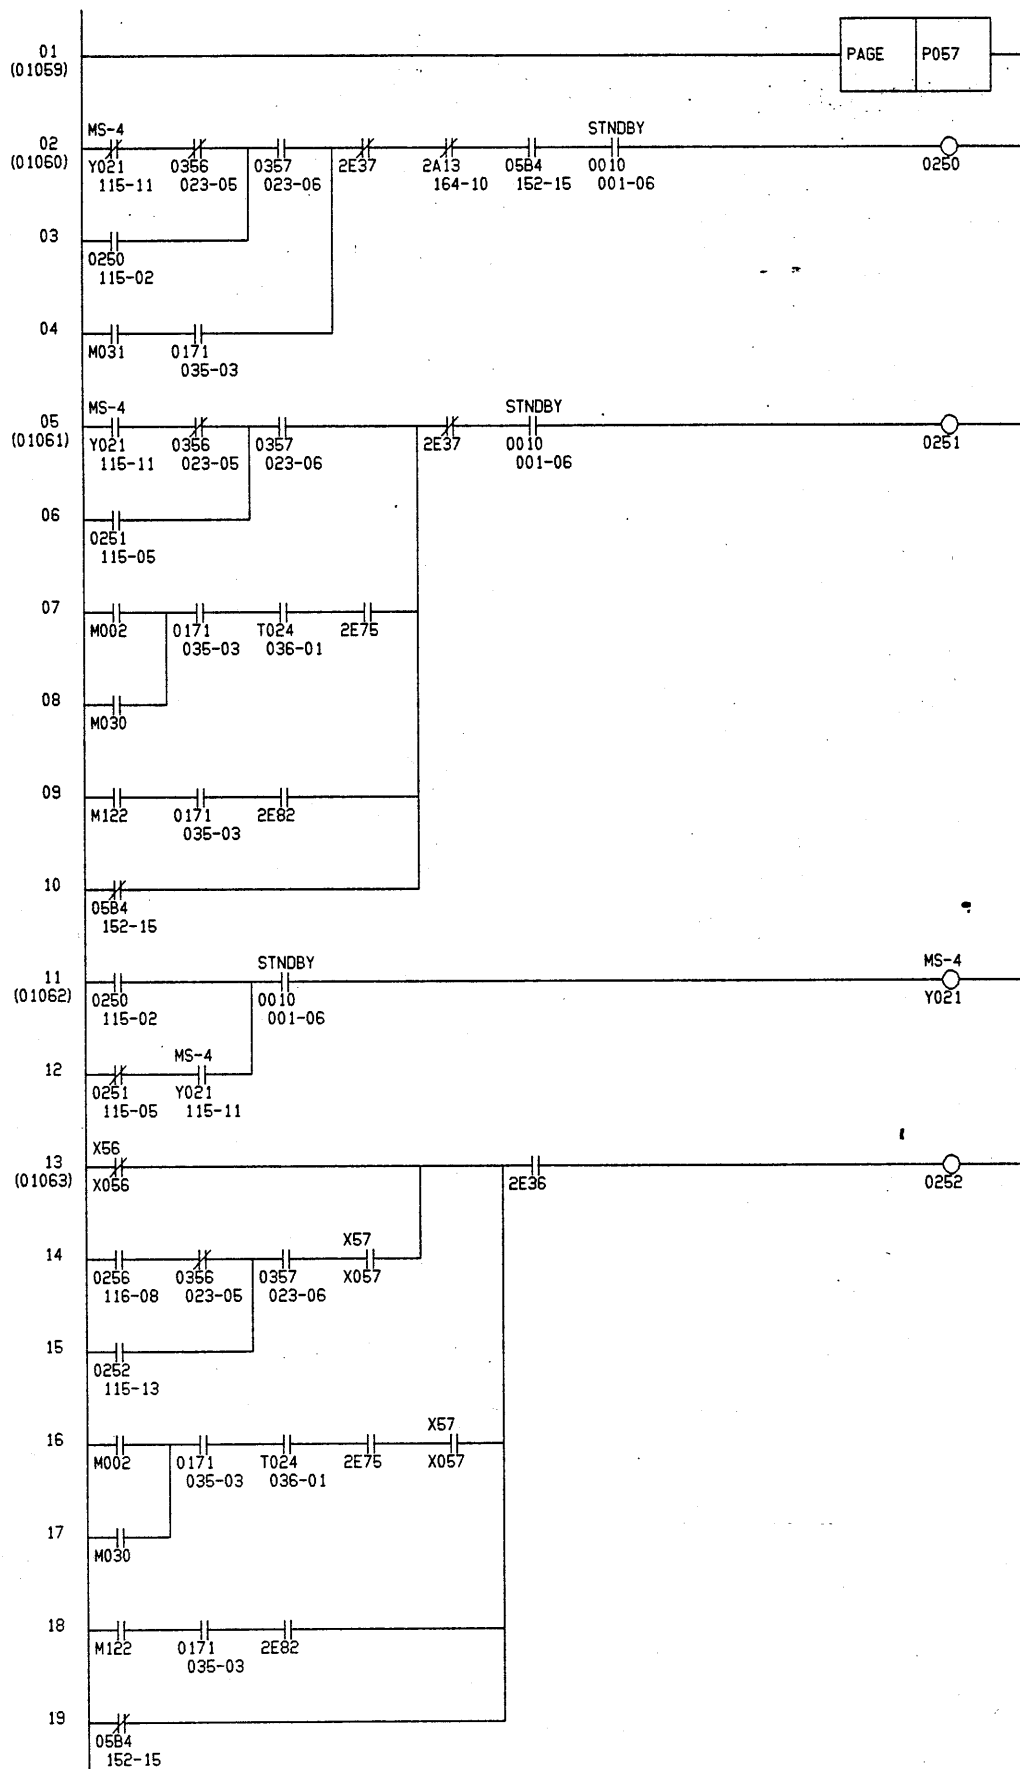 01
(01059)
PAGE P057
MS-4 STNDBY
02
(01060)
Y021 0356 0357 2E37 2A13 05B4 0010 0250
115-11 023-05 023-06 164-10 152-15 001-06
03
0250
115-02
04
M031 0171
035-03
MS-4 STNDBY
05
(01061)
Y021 0356 0357 2E37 0010 0251
115-11 023-05 023-06 001-06
06
0251
115-05
07
M002 0171 T024 2E75
035-03 036-01
08
M030
09
M122 0171 2E82
035-03
10
05B4
152-15
STNDBY MS-4
11
(01062)
0250 0010 Y021
115-02 001-06
MS-4
12
0251 Y021
115-05 115-11
X56
13
(01063)
X056 2E36 0252
X57
14
0256 0356 0357 X057
116-08 023-05 023-06
15
0252
115-13
X57
16
M002 0171 T024 2E75 X057
035-03 036-01
17
M030
18
M122 0171 2E82
035-03
19
05B4
152-15